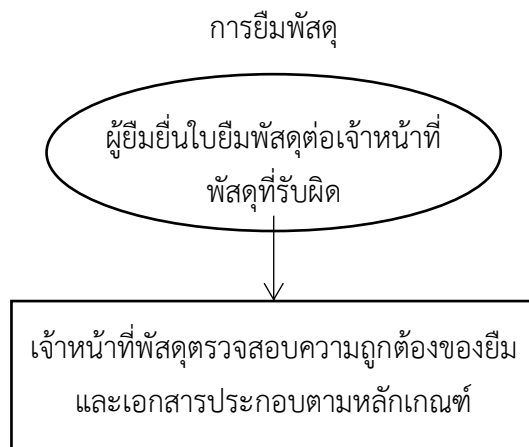 การยืมพัสดุ
ผู้ยืมยื่นใบยืมพัสดุต่อเจ้าหน้าที่
พัสดุที่รับผิด
เจ้าหน้าที่พัสดุตรวจสอบความถูกต้องของยืม
และเอกสารประกอบตามหลักเกณฑ์